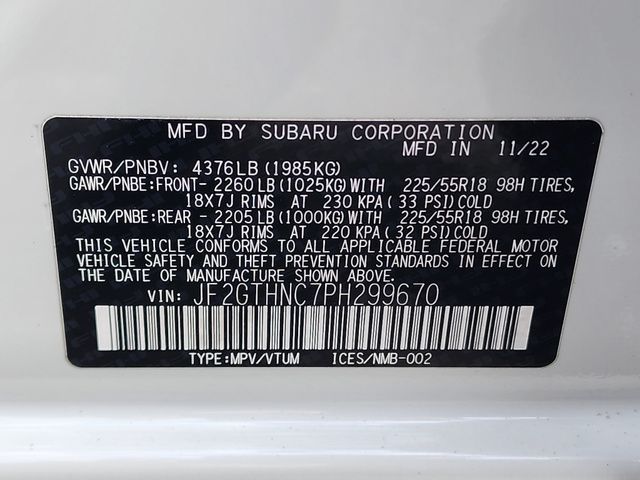 MFD BY SUBARU CORPORATION
MFD IN 11/22
GVWR/PNBV: 4376LB (1985KG)
GAWR/PNBE:FRONT- 2260LB (1025KG)WITH 225/55R18 98H TIRES,
18X7J RIMS AT 230 KPA (33 PSI)COLD
GAWR/PNBE:REAR - 2205LB (1000KG)WITH 225/55R18 98H TIRES,
18X7J RIMS AT 220 KPA (32 PSI)COLD
THIS VEHICLE CONFORMS TO ALL APPLICABLE FEDERAL MOTOR
VEHICLE SAFETY AND THEFT PREVENTION STANDARDS IN EFFECT
ON THE DATE OF MANUFACTURE SHOWN ABOVE.
VIN: JF2GTHNC7PH299670
TYPE:MPV/VTUM ICES/NMB-002